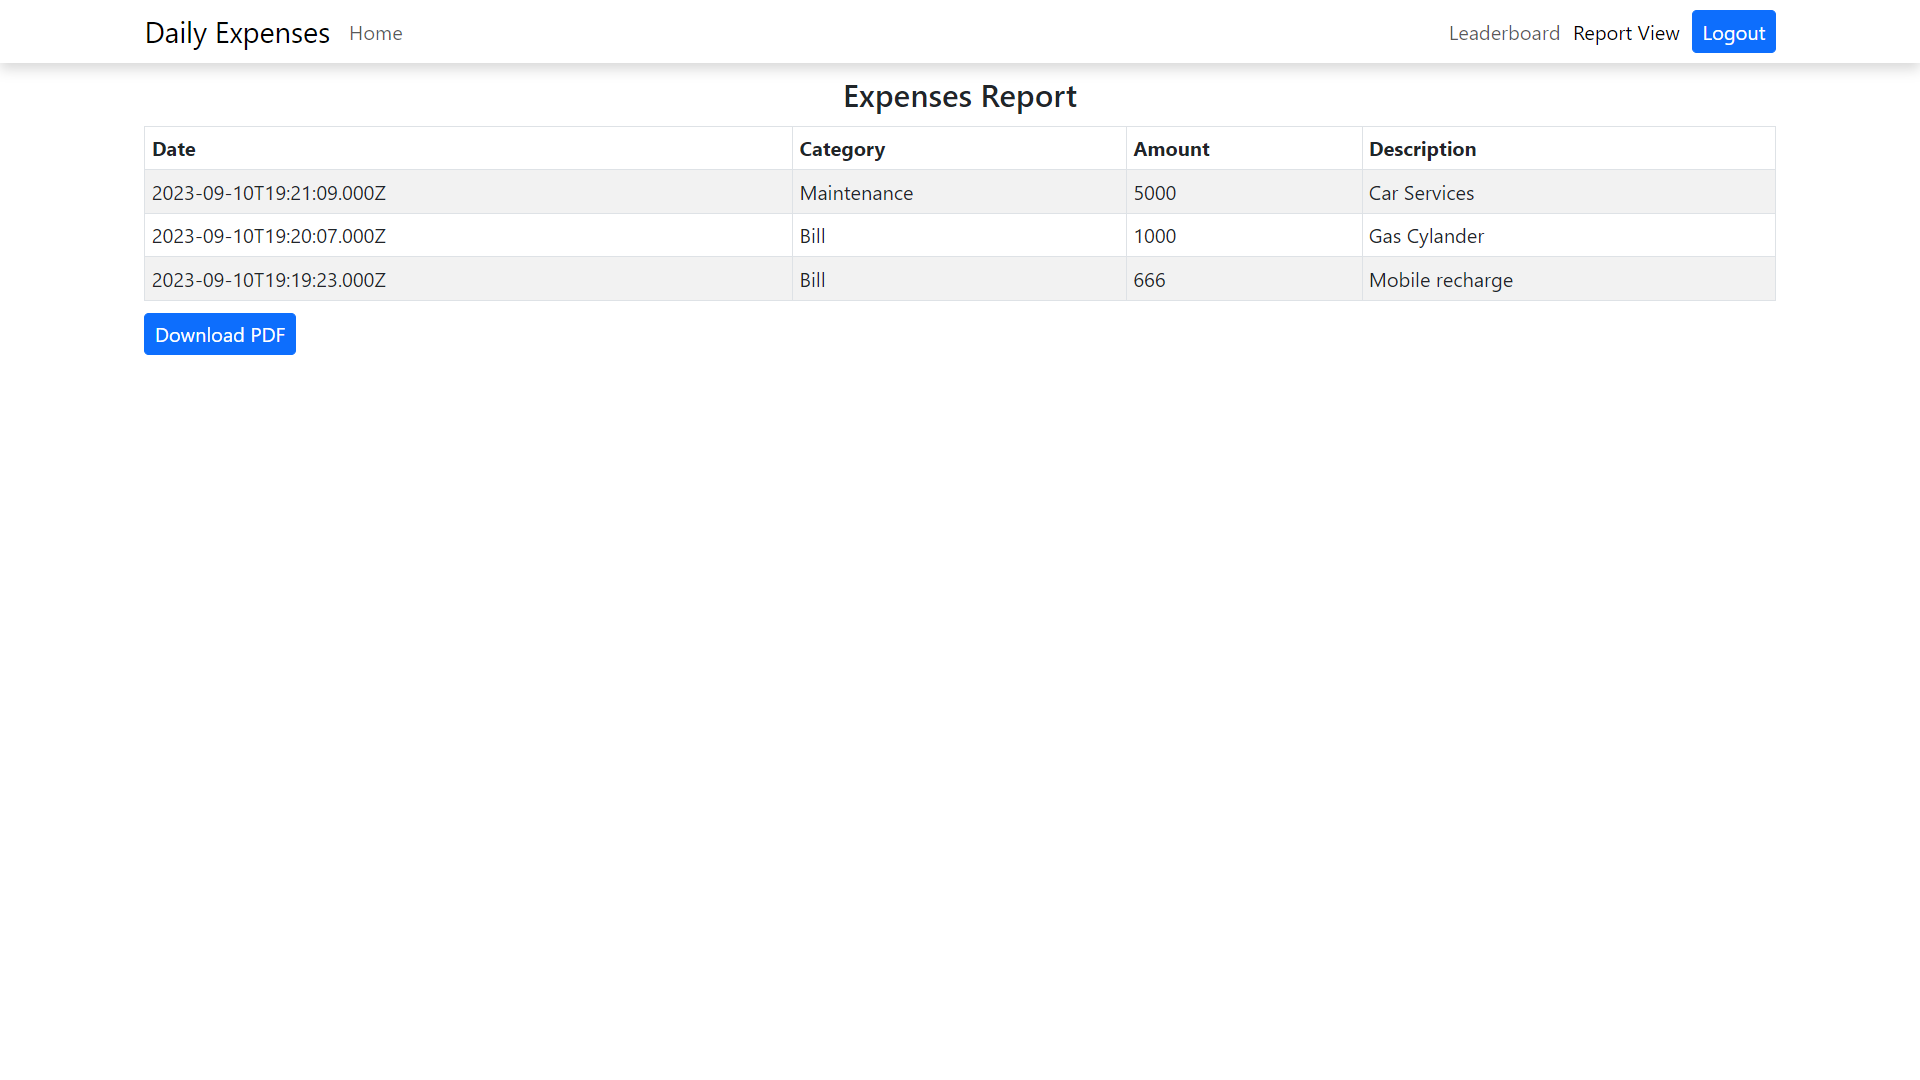 Daily Expenses Home Leaderboard Report View Logout
Expenses Report
Date Category Amount Description
2023-09-10T19:21:09.000Z Maintenance 5000 Car Services
2023-09-10T19:20:07.000Z Bill 1000 Gas Cylander
2023-09-10T19:19:23.000Z Bill 666 Mobile recharge
Download PDF